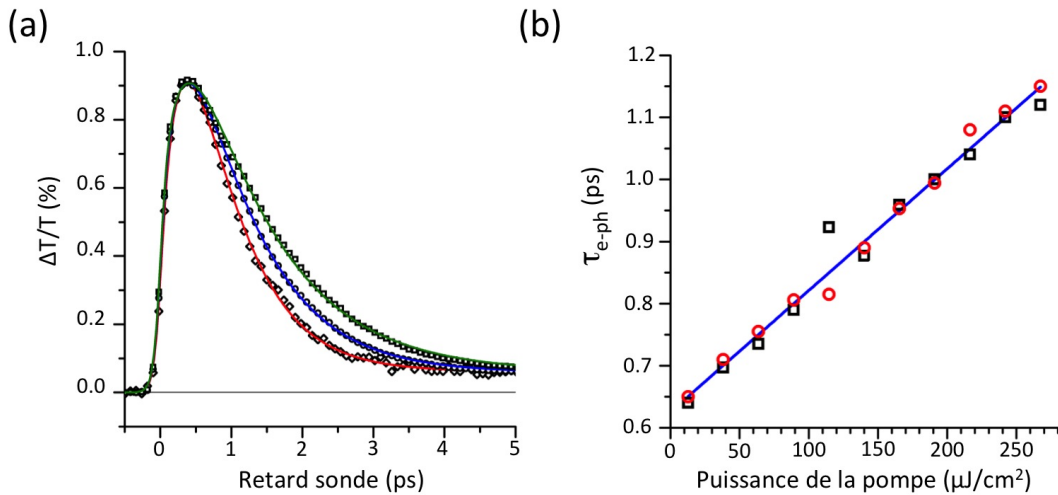 (a)
(b)
1.0
0.8
0.6
0.4
0.2
0.0
ΔT/T (%)
0 1 2 3 4 5
Retard sonde (ps)
1.2
1.1
1.0
0.9
0.8
0.7
0.6
τe-ph (ps)
0 50 100 150 200 250
Puissance de la pompe (μJ/cm²)